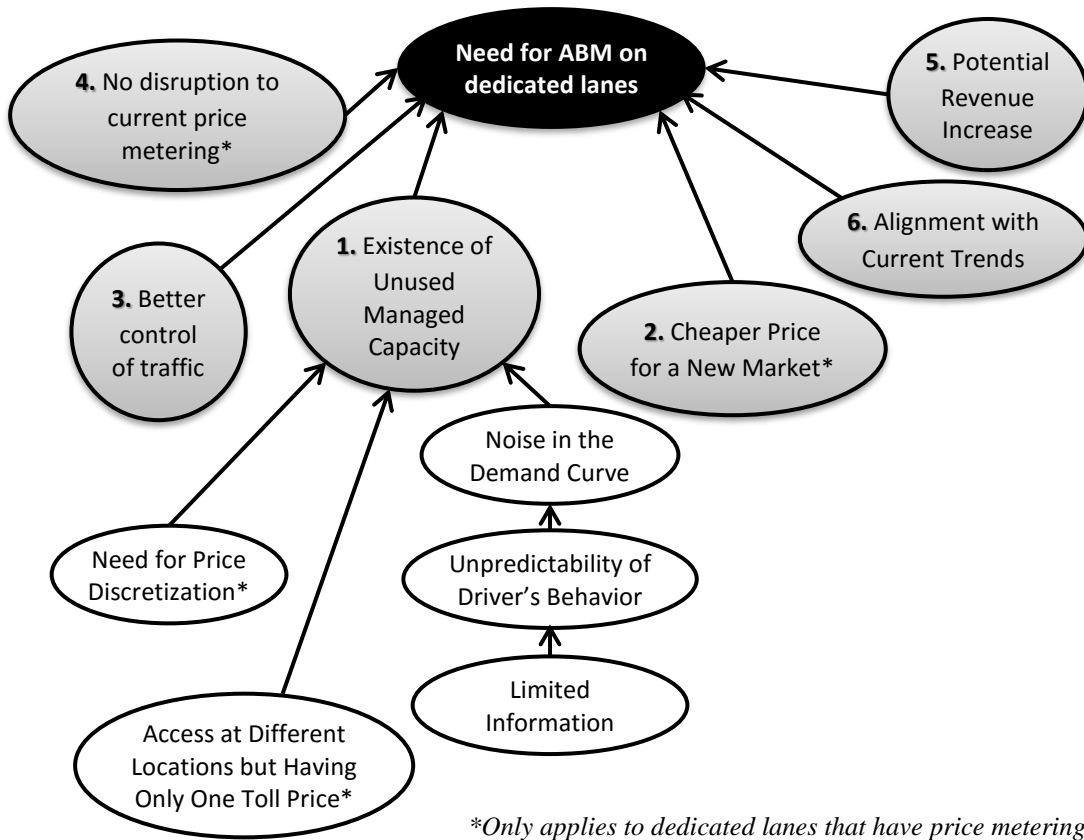 Need for ABM on
dedicated lanes
4. No disruption to
current price
metering*
5. Potential
Revenue
Increase
6. Alignment with
Current Trends
1. Existence of
Unused
Managed
Capacity
3. Better
control
of traffic
2. Cheaper Price
for a New Market*
Noise in the
Demand Curve
Need for Price
Discretization*
Unpredictability of
Driver’s Behavior
Limited
Information
Access at Different
Locations but Having
Only One Toll Price*
*Only applies to dedicated lanes that have price metering